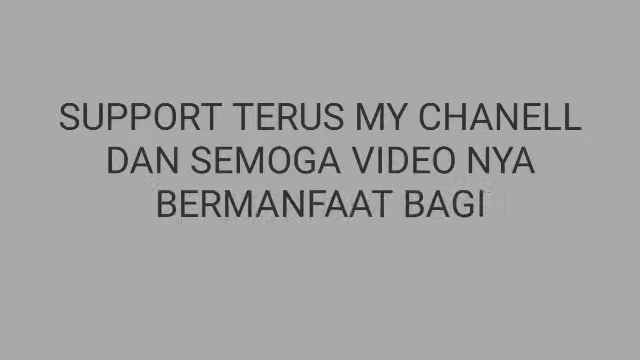 SUPPORT TERUS MY CHANELL
DAN SEMOGA VIDEO NYA
BERMANFAAT BAGI